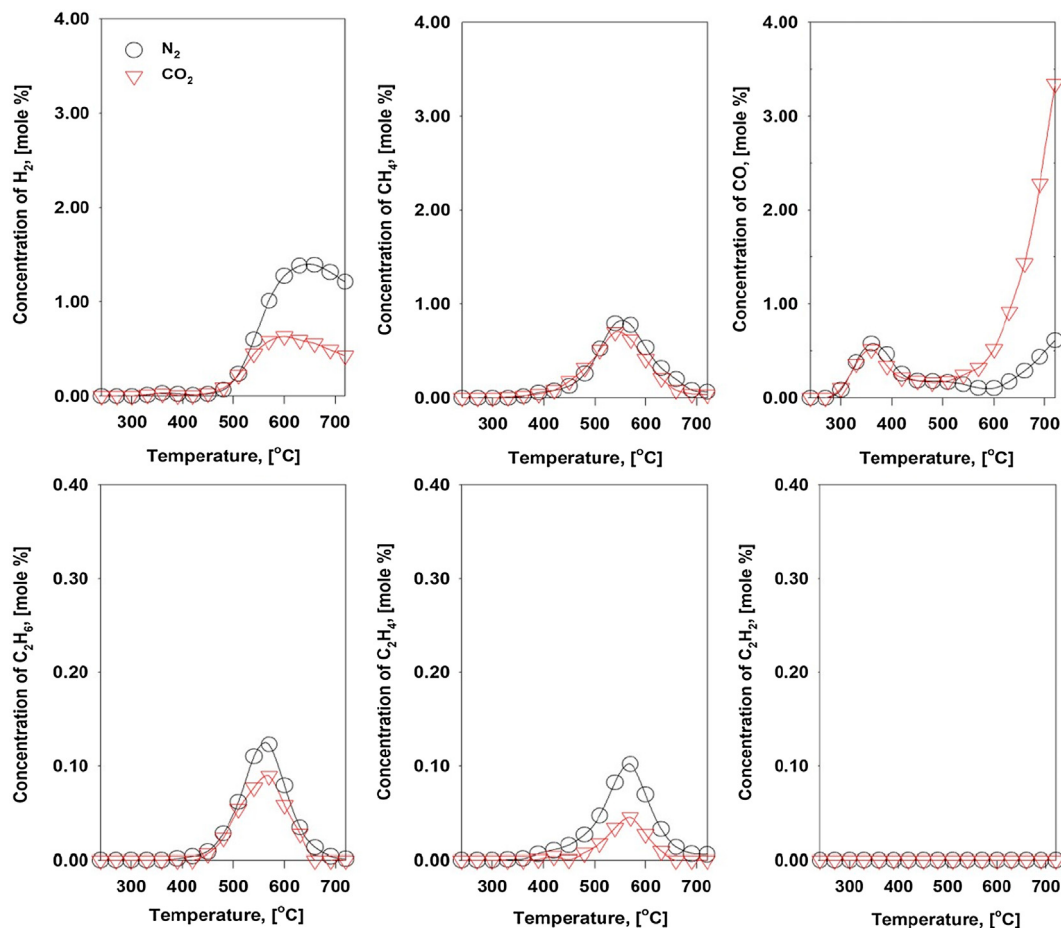 Concentration of H2, [mole %]
4.00
3.00
2.00
1.00
0.00
N2
CO2
300 400 500 600 700
Temperature, [oC]
Concentration of CH4, [mole %]
4.00
3.00
2.00
1.00
0.00
300 400 500 600 700
Temperature, [oC]
Concentration of CO, [mole %]
4.00
3.00
2.00
1.00
0.00
300 400 500 600 700
Temperature, [oC]
Concentration of C2H6, [mole %]
0.40
0.30
0.20
0.10
0.00
300 400 500 600 700
Temperature, [oC]
Concentration of C2H4, [mole %]
0.40
0.30
0.20
0.10
0.00
300 400 500 600 700
Temperature, [oC]
Concentration of C2H2, [mole %]
0.40
0.30
0.20
0.10
0.00
300 400 500 600 700
Temperature, [oC]